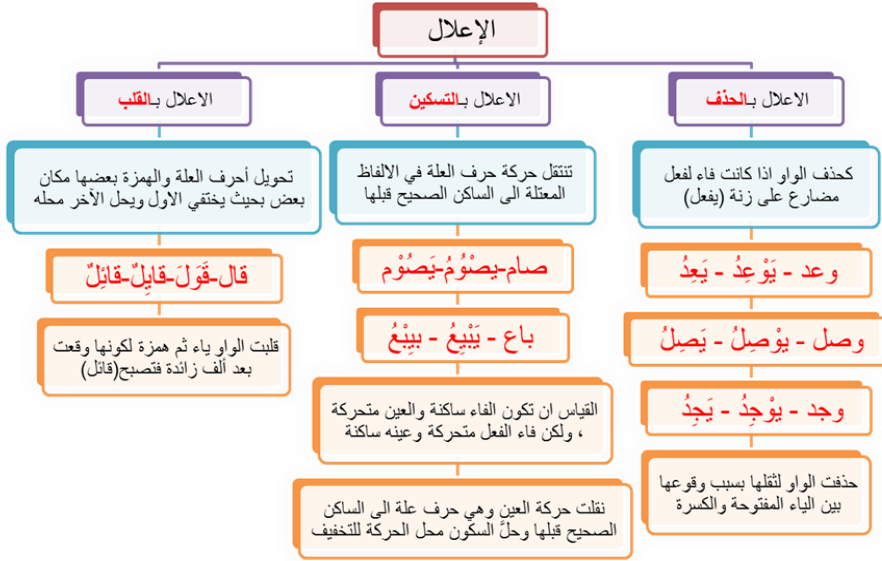 الإعلال
الاعلال بـالحذف
كحذف الواو اذا كانت فاء لفعل
مضارع على زنة (يفعل)
وعد - يَوْعِدُ - يَعِدُ
وصل - يوْصِلُ - يَصِلُ
وجد - يوْجِدُ - يَجِدُ
حذفت الواو لثقلها بسبب وقوعها
بين الياء المفتوحة والكسرة
الاعلال بـالتسكين
تنتقل حركة حرف العلة في الالفاظ
المعتلة الى الساكن الصحيح قبلها
صام-يصْوُمُ-يَصُوْم
باع - يَبْيِعُ - يبِيْعُ
القياس ان تكون الفاء ساكنة والعين متحركة
، ولكن فاء الفعل متحركة وعينه ساكنة
نقلت حركة العين وهي حرف علة الى الساكن
الصحيح قبلها وحلَّ السكون محل الحركة للتخفيف
الاعلال بـالقلب
تحويل أحرف العلة والهمزة بعضها مكان
بعض بحيث يختفي الاول ويحل الآخر محله
قال-قَوَلَ-قايِلٌ-قائِلٌ
قلبت الواو ياء ثم همزة لكونها وقعت
بعد ألف زائدة فتصبح(قائل)